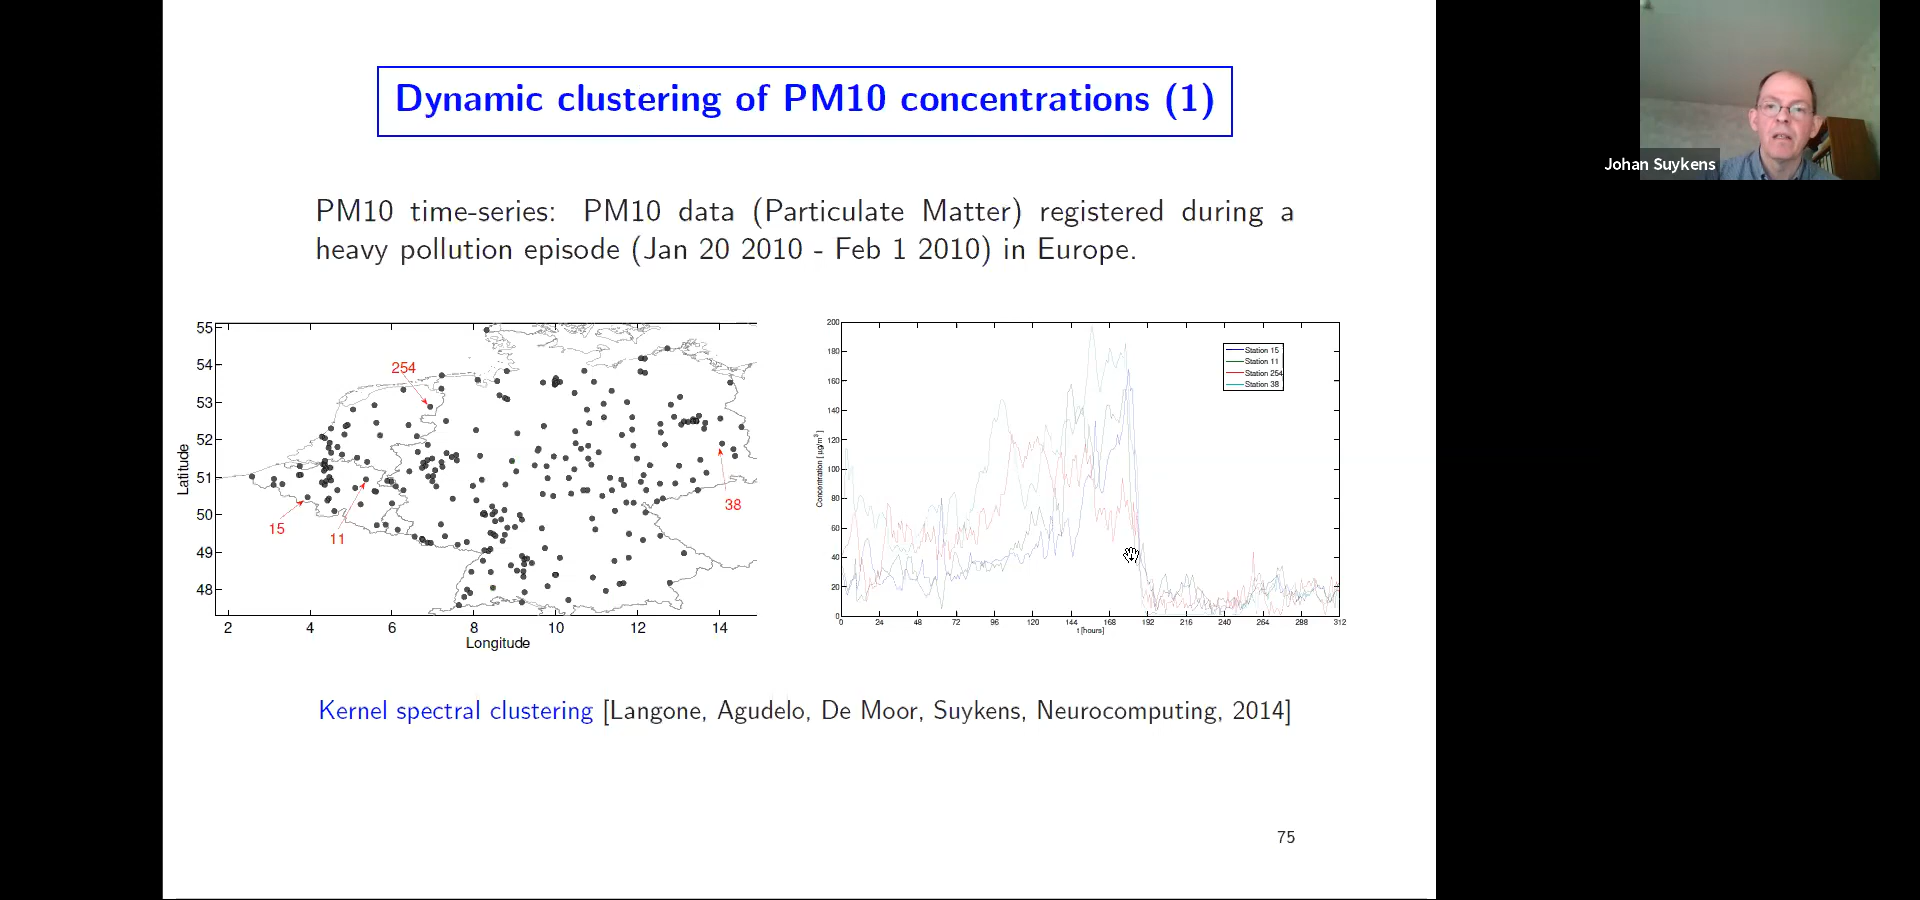 Dynamic clustering of PM10 concentrations (1)
Johan Suykens
PM10 time-series: PM10 data (Particulate Matter) registered during a
heavy pollution episode (Jan 20 2010 - Feb 1 2010) in Europe.
55
54
53
52
51
50
49
48
Latitude
2 4 6 8 10 12 14
Longitude
254
15
11
38
200
180
160
140
120
100
80
60
40
20
0
Concentration [ µg/m³ ]
0 24 48 72 96 120 144 168 192 216 240 264 288 312
t [hours]
Station 15
Station 11
Station 254
Station 38
Kernel spectral clustering [Langone, Agudelo, De Moor, Suykens, Neurocomputing, 2014]
75